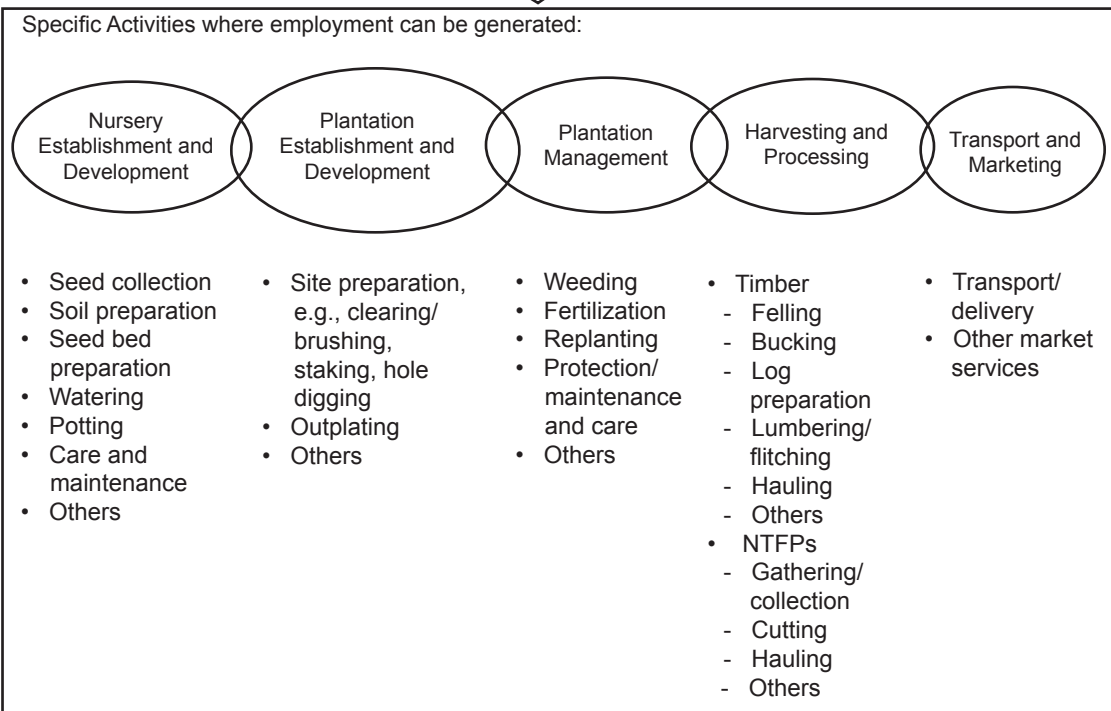 Specific Activities where employment can be generated:
Nursery
Establishment and
Development
Plantation
Establishment and
Development
Plantation
Management
Harvesting and
Processing
Transport and
Marketing
• Seed collection
• Soil preparation
• Seed bed
preparation
• Watering
• Potting
• Care and
maintenance
• Others
• Site preparation,
e.g., clearing/
brushing,
staking, hole
digging
• Outplating
• Others
• Weeding
• Fertilization
• Replanting
• Protection/
maintenance
and care
• Others
• Timber
- Felling
- Bucking
- Log
preparation
- Lumbering/
flitching
- Hauling
- Others
• NTFPs
- Gathering/
collection
- Cutting
- Hauling
- Others
• Transport/
delivery
• Other market
services